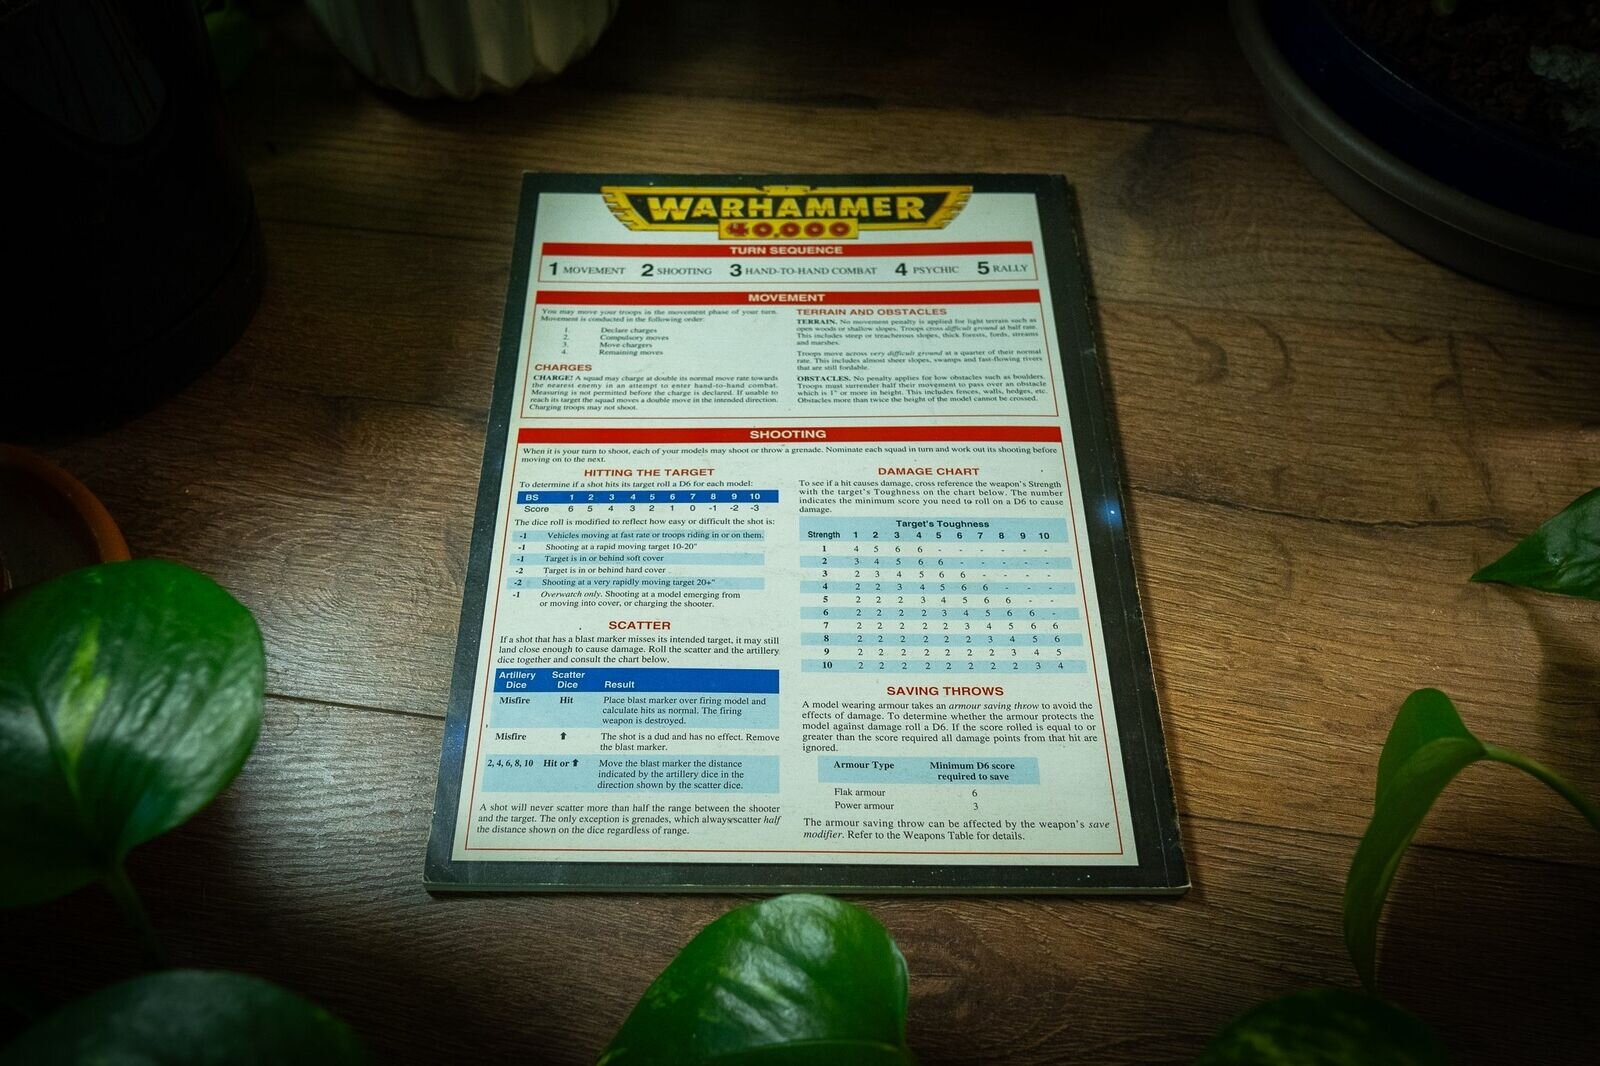 WARHAMMER
40,000
TURN SEQUENCE
1 MOVEMENT 2 SHOOTING 3 HAND-TO-HAND COMBAT 4 PSYCHIC 5 RALLY
MOVEMENT
You may move your troops in the movement phase of your turn.
Movement is conducted in the following order:
1. Declare charges
2. Compulsory moves
3. Move chargers
4. Remaining moves
CHARGES
CHARGE! A squad may charge at double its normal move rate towards
the nearest enemy in an attempt to enter hand-to-hand combat.
Measuring is not permitted before the charge is declared. If unable to
reach its target the squad moves a double move in the intended direction.
Charging troops may not shoot.
TERRAIN AND OBSTACLES
TERRAIN. No movement penalty is applied for light terrain such as
open woods or shallow slopes. Troops cross difficult ground at half rate.
This includes steep or treacherous slopes, thick forests, fords, streams
and marshes.
Troops move across very difficult ground at a quarter of their normal
rate. This includes almost sheer slopes, swamps and fast-flowing rivers
that are still fordable.
OBSTACLES. No penalty applies for low obstacles such as boulders.
Troops must surrender half their movement to pass over an obstacle
which is 1" or more in height. This includes fences, walls, hedges, etc.
Obstacles more than twice the height of the model cannot be crossed.
SHOOTING
When it is your turn to shoot, each of your models may shoot or throw a grenade. Nominate each squad in turn and work out its shooting before
moving on to the next.
HITTING THE TARGET
To determine if a shot hits its target roll a D6 for each model:
BS 1 2 3 4 5 6 7 8 9 10
Score 6 5 4 3 2 1 0 -1 -2 -3
The dice roll is modified to reflect how easy or difficult the shot is:
-1 Vehicles moving at fast rate or troops riding in or on them.
-1 Shooting at a rapid moving target 10-20"
-1 Target is in or behind soft cover
-2 Target is in or behind hard cover
-2 Shooting at a very rapidly moving target 20+"
-1 Overwatch only. Shooting at a model emerging from
or moving into cover, or charging the shooter.
SCATTER
If a shot that has a blast marker misses its intended target, it may still
land close enough to cause damage. Roll the scatter and the artillery
dice together and consult the chart below.
Artillery Scatter
Dice Dice Result
Misfire Hit Place blast marker over firing model and
calculate hits as normal. The firing
weapon is destroyed.
Misfire ⬆ The shot is a dud and has no effect. Remove
the blast marker.
2, 4, 6, 8, 10 Hit or ⬆ Move the blast marker the distance
indicated by the artillery dice in the
direction shown by the scatter dice.
A shot will never scatter more than half the range between the shooter
and the target. The only exception is grenades, which always scatter half
the distance shown on the dice regardless of range.
DAMAGE CHART
To see if a hit causes damage, cross reference the weapon's Strength
with the target's Toughness on the chart below. The number
indicates the minimum score you need to roll on a D6 to cause
damage.
Target's Toughness
Strength 1 2 3 4 5 6 7 8 9 10
1 4 5 6 6 - - - - - -
2 3 4 5 6 6 - - - - -
3 2 3 4 5 6 6 - - - -
4 2 2 3 4 5 6 6 - - -
5 2 2 2 3 4 5 6 6 - -
6 2 2 2 2 3 4 5 6 6 -
7 2 2 2 2 2 3 4 5 6 6
8 2 2 2 2 2 2 3 4 5 6
9 2 2 2 2 2 2 2 3 4 5
10 2 2 2 2 2 2 2 2 3 4
SAVING THROWS
A model wearing armour takes an armour saving throw to avoid the
effects of damage. To determine whether the armour protects the
model against damage roll a D6. If the score rolled is equal to or
greater than the score required all damage points from that hit are
ignored.
Armour Type Minimum D6 score
required to save
Flak armour 6
Power armour 3
The armour saving throw can be affected by the weapon's save
modifier. Refer to the Weapons Table for details.